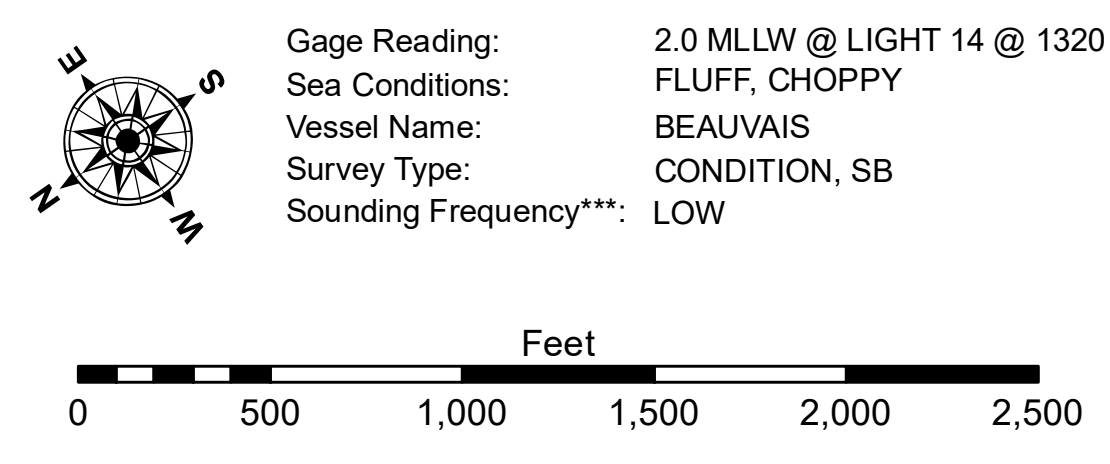 E
S
N
W
Gage Reading: 2.0 MLLW @ LIGHT 14 @ 1320
Sea Conditions: FLUFF, CHOPPY
Vessel Name: BEAUVAIS
Survey Type: CONDITION, SB
Sounding Frequency***: LOW
Feet
0 500 1,000 1,500 2,000 2,500